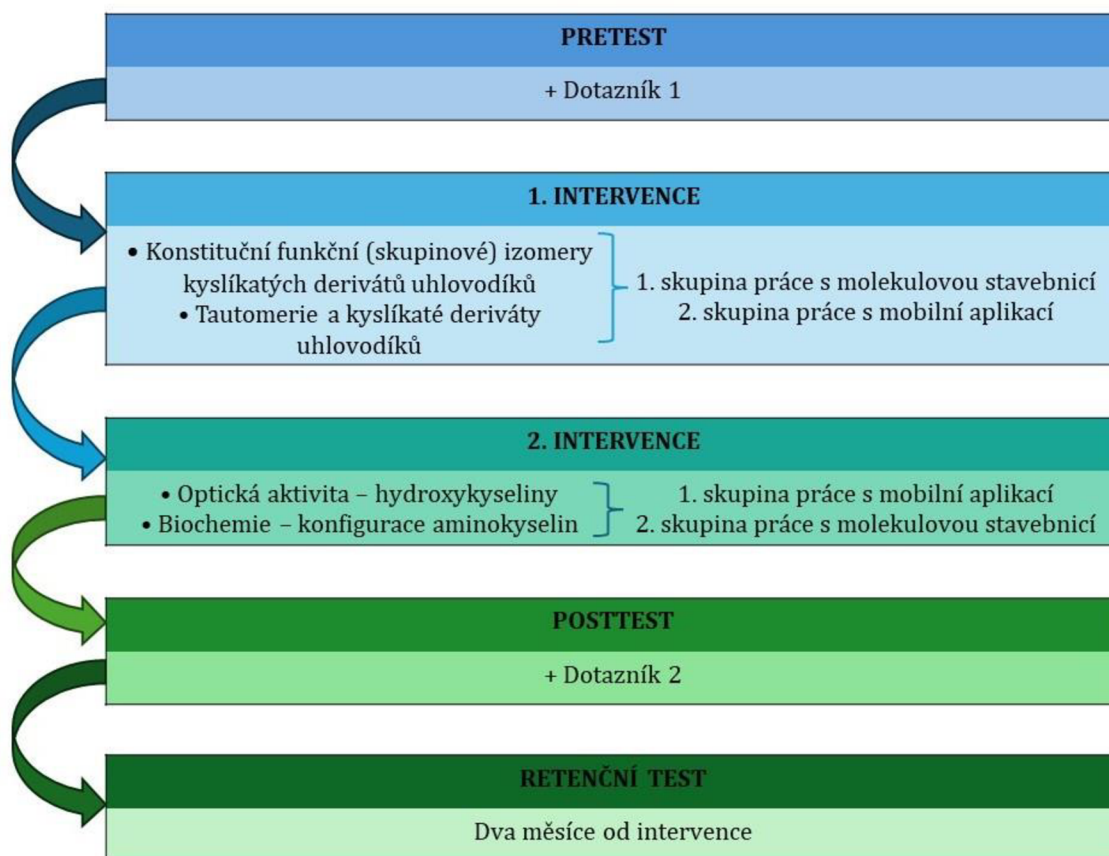 PRETEST
+ Dotazník 1
1. INTERVENCE
• Konstituční funkční (skupinové) izomery
kyslíkatých derivátů uhlovodíků
• Tautomerie a kyslíkaté deriváty
uhlovodíků
1. skupina práce s molekulovou stavebnicí
2. skupina práce s mobilní aplikací
2. INTERVENCE
• Optická aktivita – hydroxykyseliny
• Biochemie – konfigurace aminokyselin
1. skupina práce s mobilní aplikací
2. skupina práce s molekulovou stavebnicí
POSTTEST
+ Dotazník 2
RETENČNÍ TEST
Dva měsíce od intervence